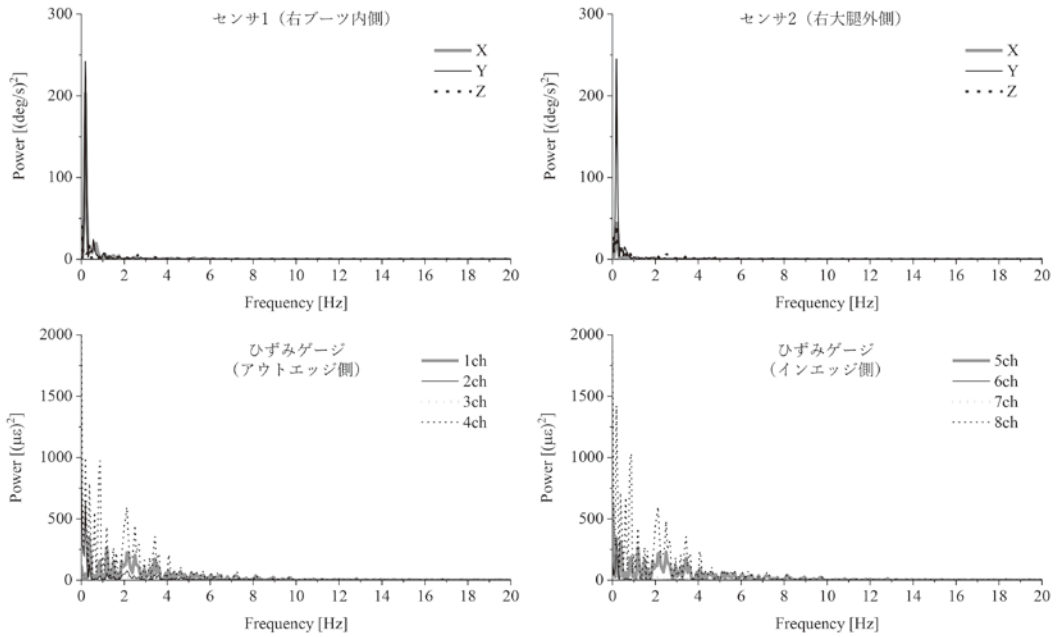 センサ1（右ブーツ内側）
300
200
100
0
Power [(deg/s)²]
X
Y
Z
0 2 4 6 8 10 12 14 16 18 20
Frequency [Hz]
センサ2（右大腿外側）
300
200
100
0
Power [(deg/s)²]
X
Y
Z
0 2 4 6 8 10 12 14 16 18 20
Frequency [Hz]
ひずみゲージ
（アウトエッジ側）
2000
1500
1000
500
0
Power [(με)²]
1ch
2ch
3ch
4ch
0 2 4 6 8 10 12 14 16 18 20
Frequency [Hz]
ひずみゲージ
（インエッジ側）
2000
1500
1000
500
0
Power [(με)²]
5ch
6ch
7ch
8ch
0 2 4 6 8 10 12 14 16 18 20
Frequency [Hz]